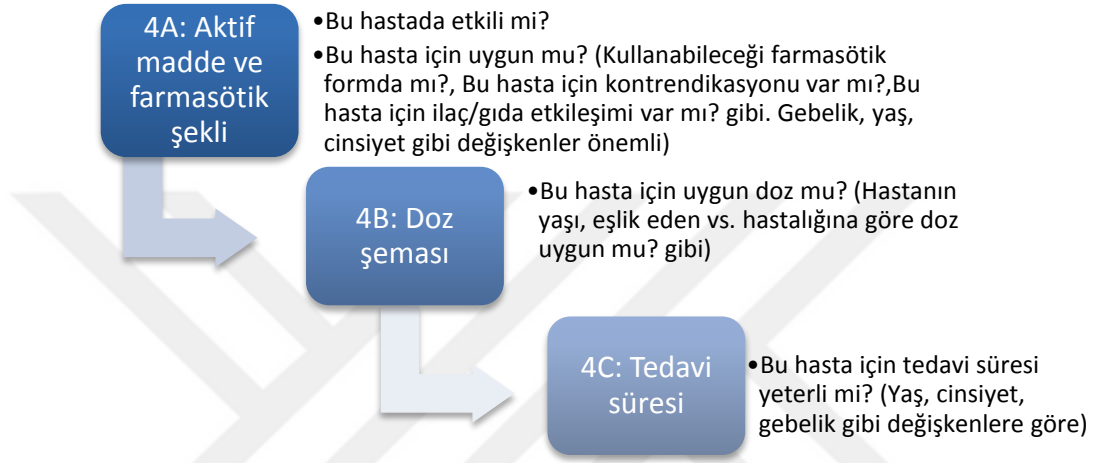 4A: Aktif
madde ve
farmasötik
şekli
•Bu hastada etkili mi?
•Bu hasta için uygun mu? (Kullanabileceği farmasötik
formda mı?, Bu hasta için kontrendikasyonu var mı?,Bu
hasta için ilaç/gıda etkileşimi var mı? gibi. Gebelik, yaş,
cinsiyet gibi değişkenler önemli)
4B: Doz
şeması
•Bu hasta için uygun doz mu? (Hastanın
yaşı, eşlik eden vs. hastalığına göre doz
uygun mu? gibi)
4C: Tedavi
süresi
•Bu hasta için tedavi süresi
yeterli mi? (Yaş, cinsiyet,
gebelik gibi değişkenlere göre)